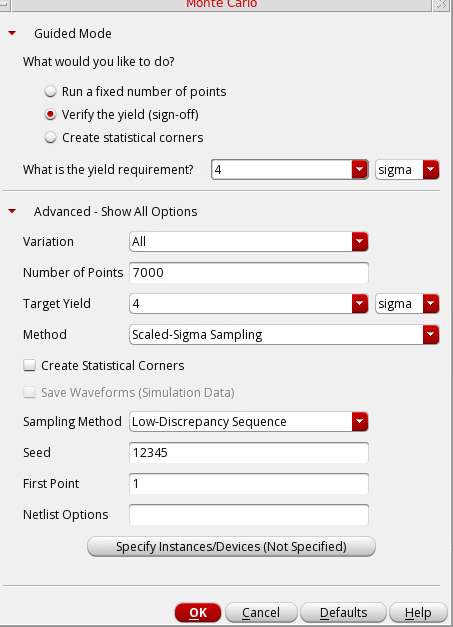 Monte Carlo
Guided Mode
What would you like to do?
Run a fixed number of points
Verify the yield (sign-off)
Create statistical corners
What is the yield requirement? 4 sigma
Advanced - Show All Options
Variation All
Number of Points 7000
Target Yield 4 sigma
Method Scaled-Sigma Sampling
Create Statistical Corners
Save Waveforms (Simulation Data)
Sampling Method Low-Discrepancy Sequence
Seed 12345
First Point 1
Netlist Options
Specify Instances/Devices (Not Specified)
OK Cancel Defaults Help